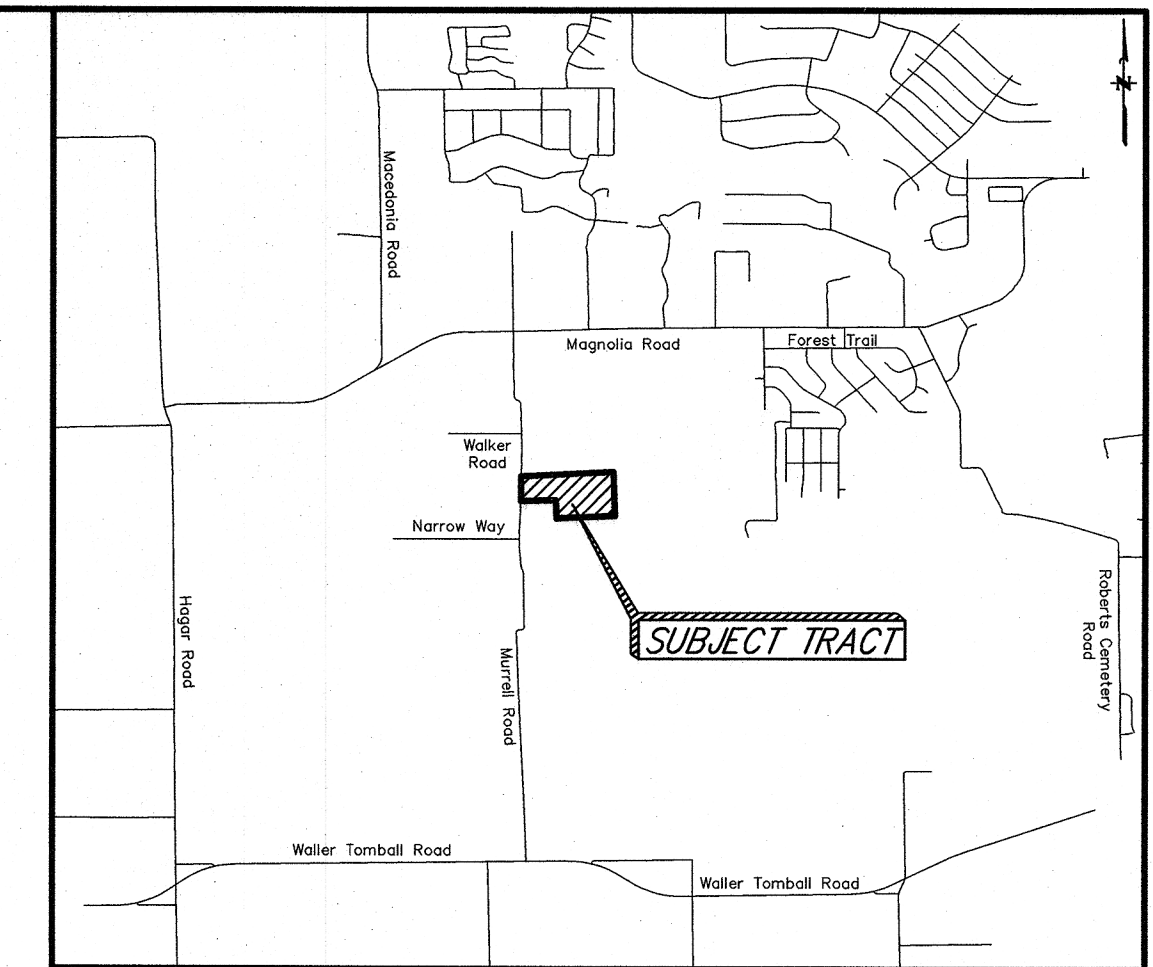 Macedonia Road
Magnolia Road
Forest Trail
Walker
Road
Narrow Way
SUBJECT TRACT
Hagar Road
Murrell Road
Roberts Cemetery
Road
Waller Tomball Road
Waller Tomball Road